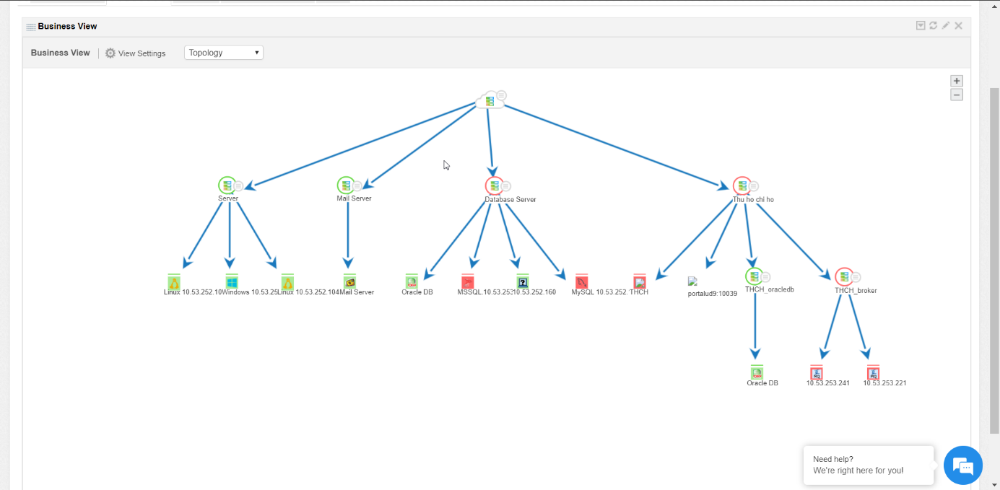 Business View
Business View
View Settings
Topology
+
−
Server
Mail Server
Database Server
Thu ho chi ho
Linux 10.53.252.10
Windows 10.53.25
Linux 10.53.252.104
Mail Server
Oracle DB
MSSQL.10.53.253
10.53.252.160
MySQL 10.53.252.
THCH
portalud9:10039
THCH_oracledb
THCH_broker
Oracle DB
10.53.253.241
10.53.253.221
Need help?
We're right here for you!